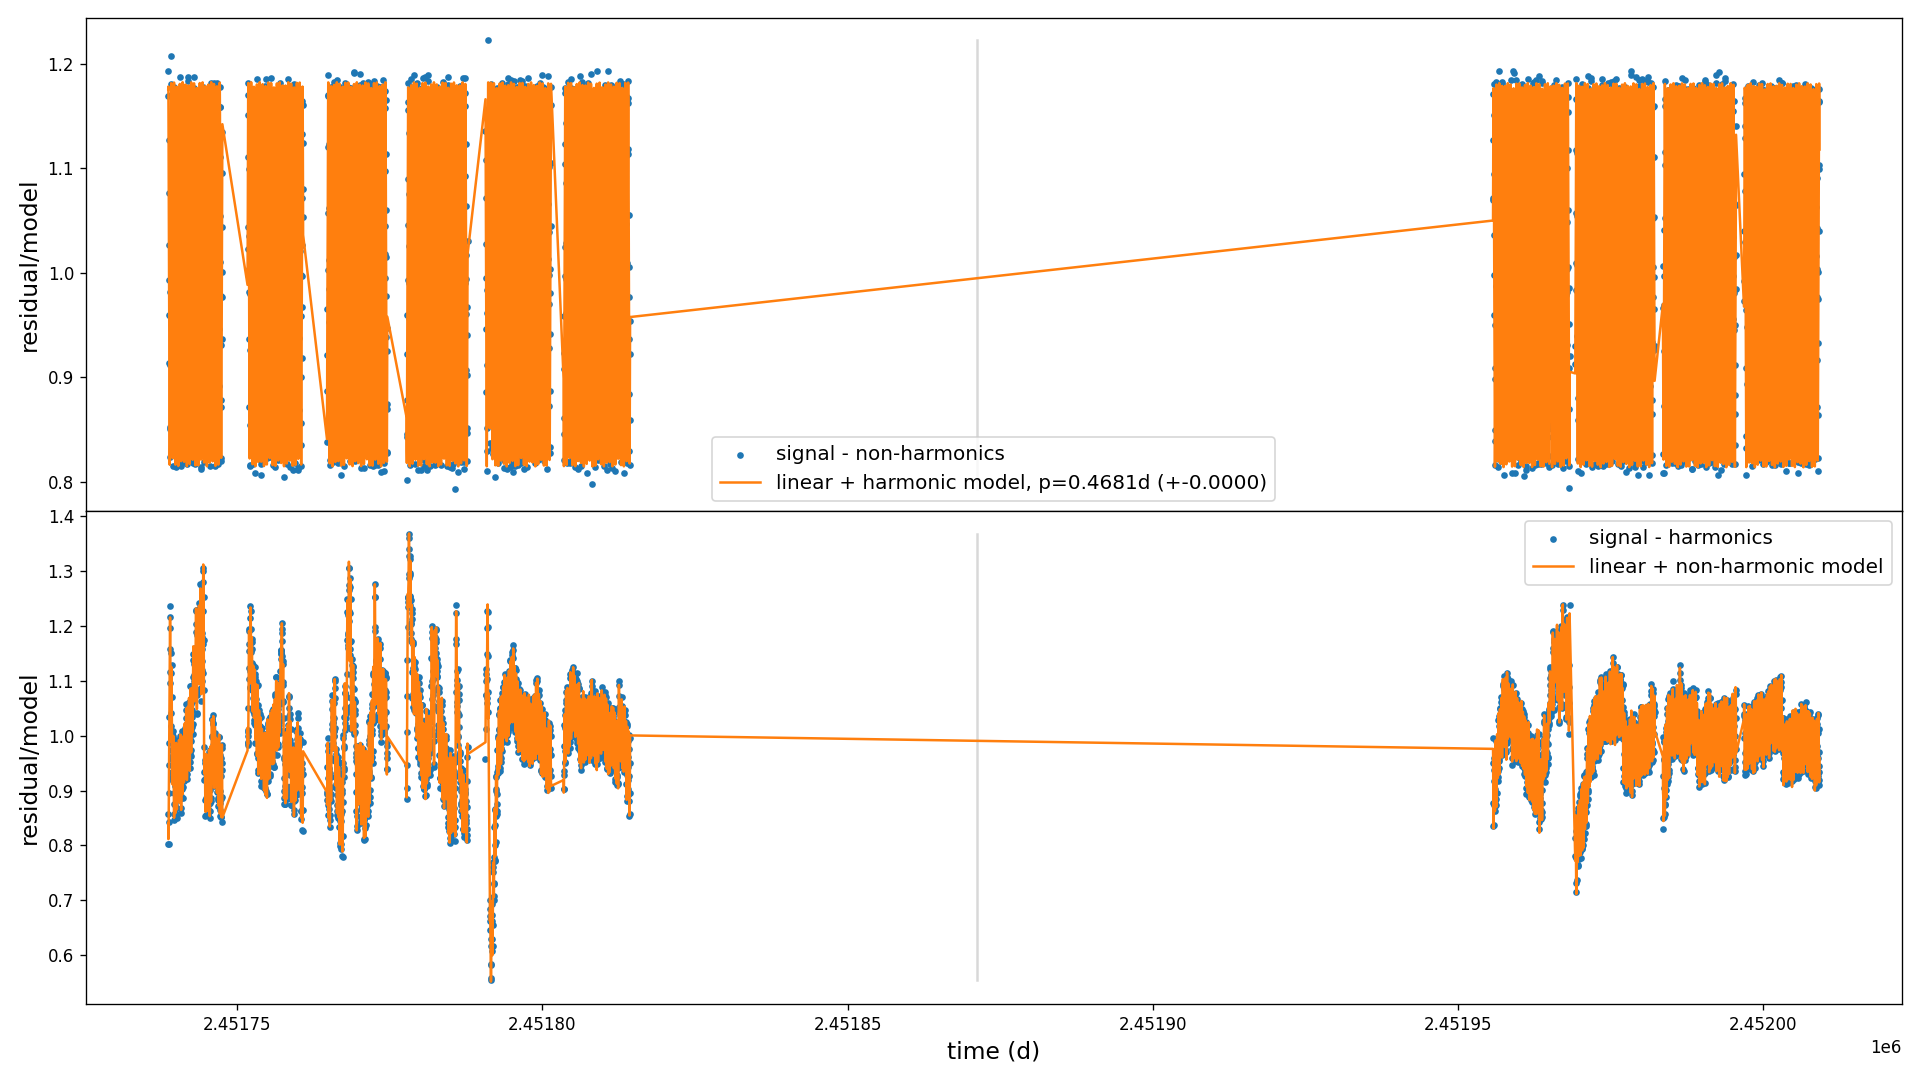 1.2
1.1
1.0
0.9
0.8
residual/model
signal - non-harmonics
linear + harmonic model, p=0.4681d (+-0.0000)
1.4
1.3
1.2
1.1
1.0
0.9
0.8
0.7
0.6
residual/model
signal - harmonics
linear + non-harmonic model
2.45175 2.45180 2.45185 2.45190 2.45195 2.45200
1e6
time (d)